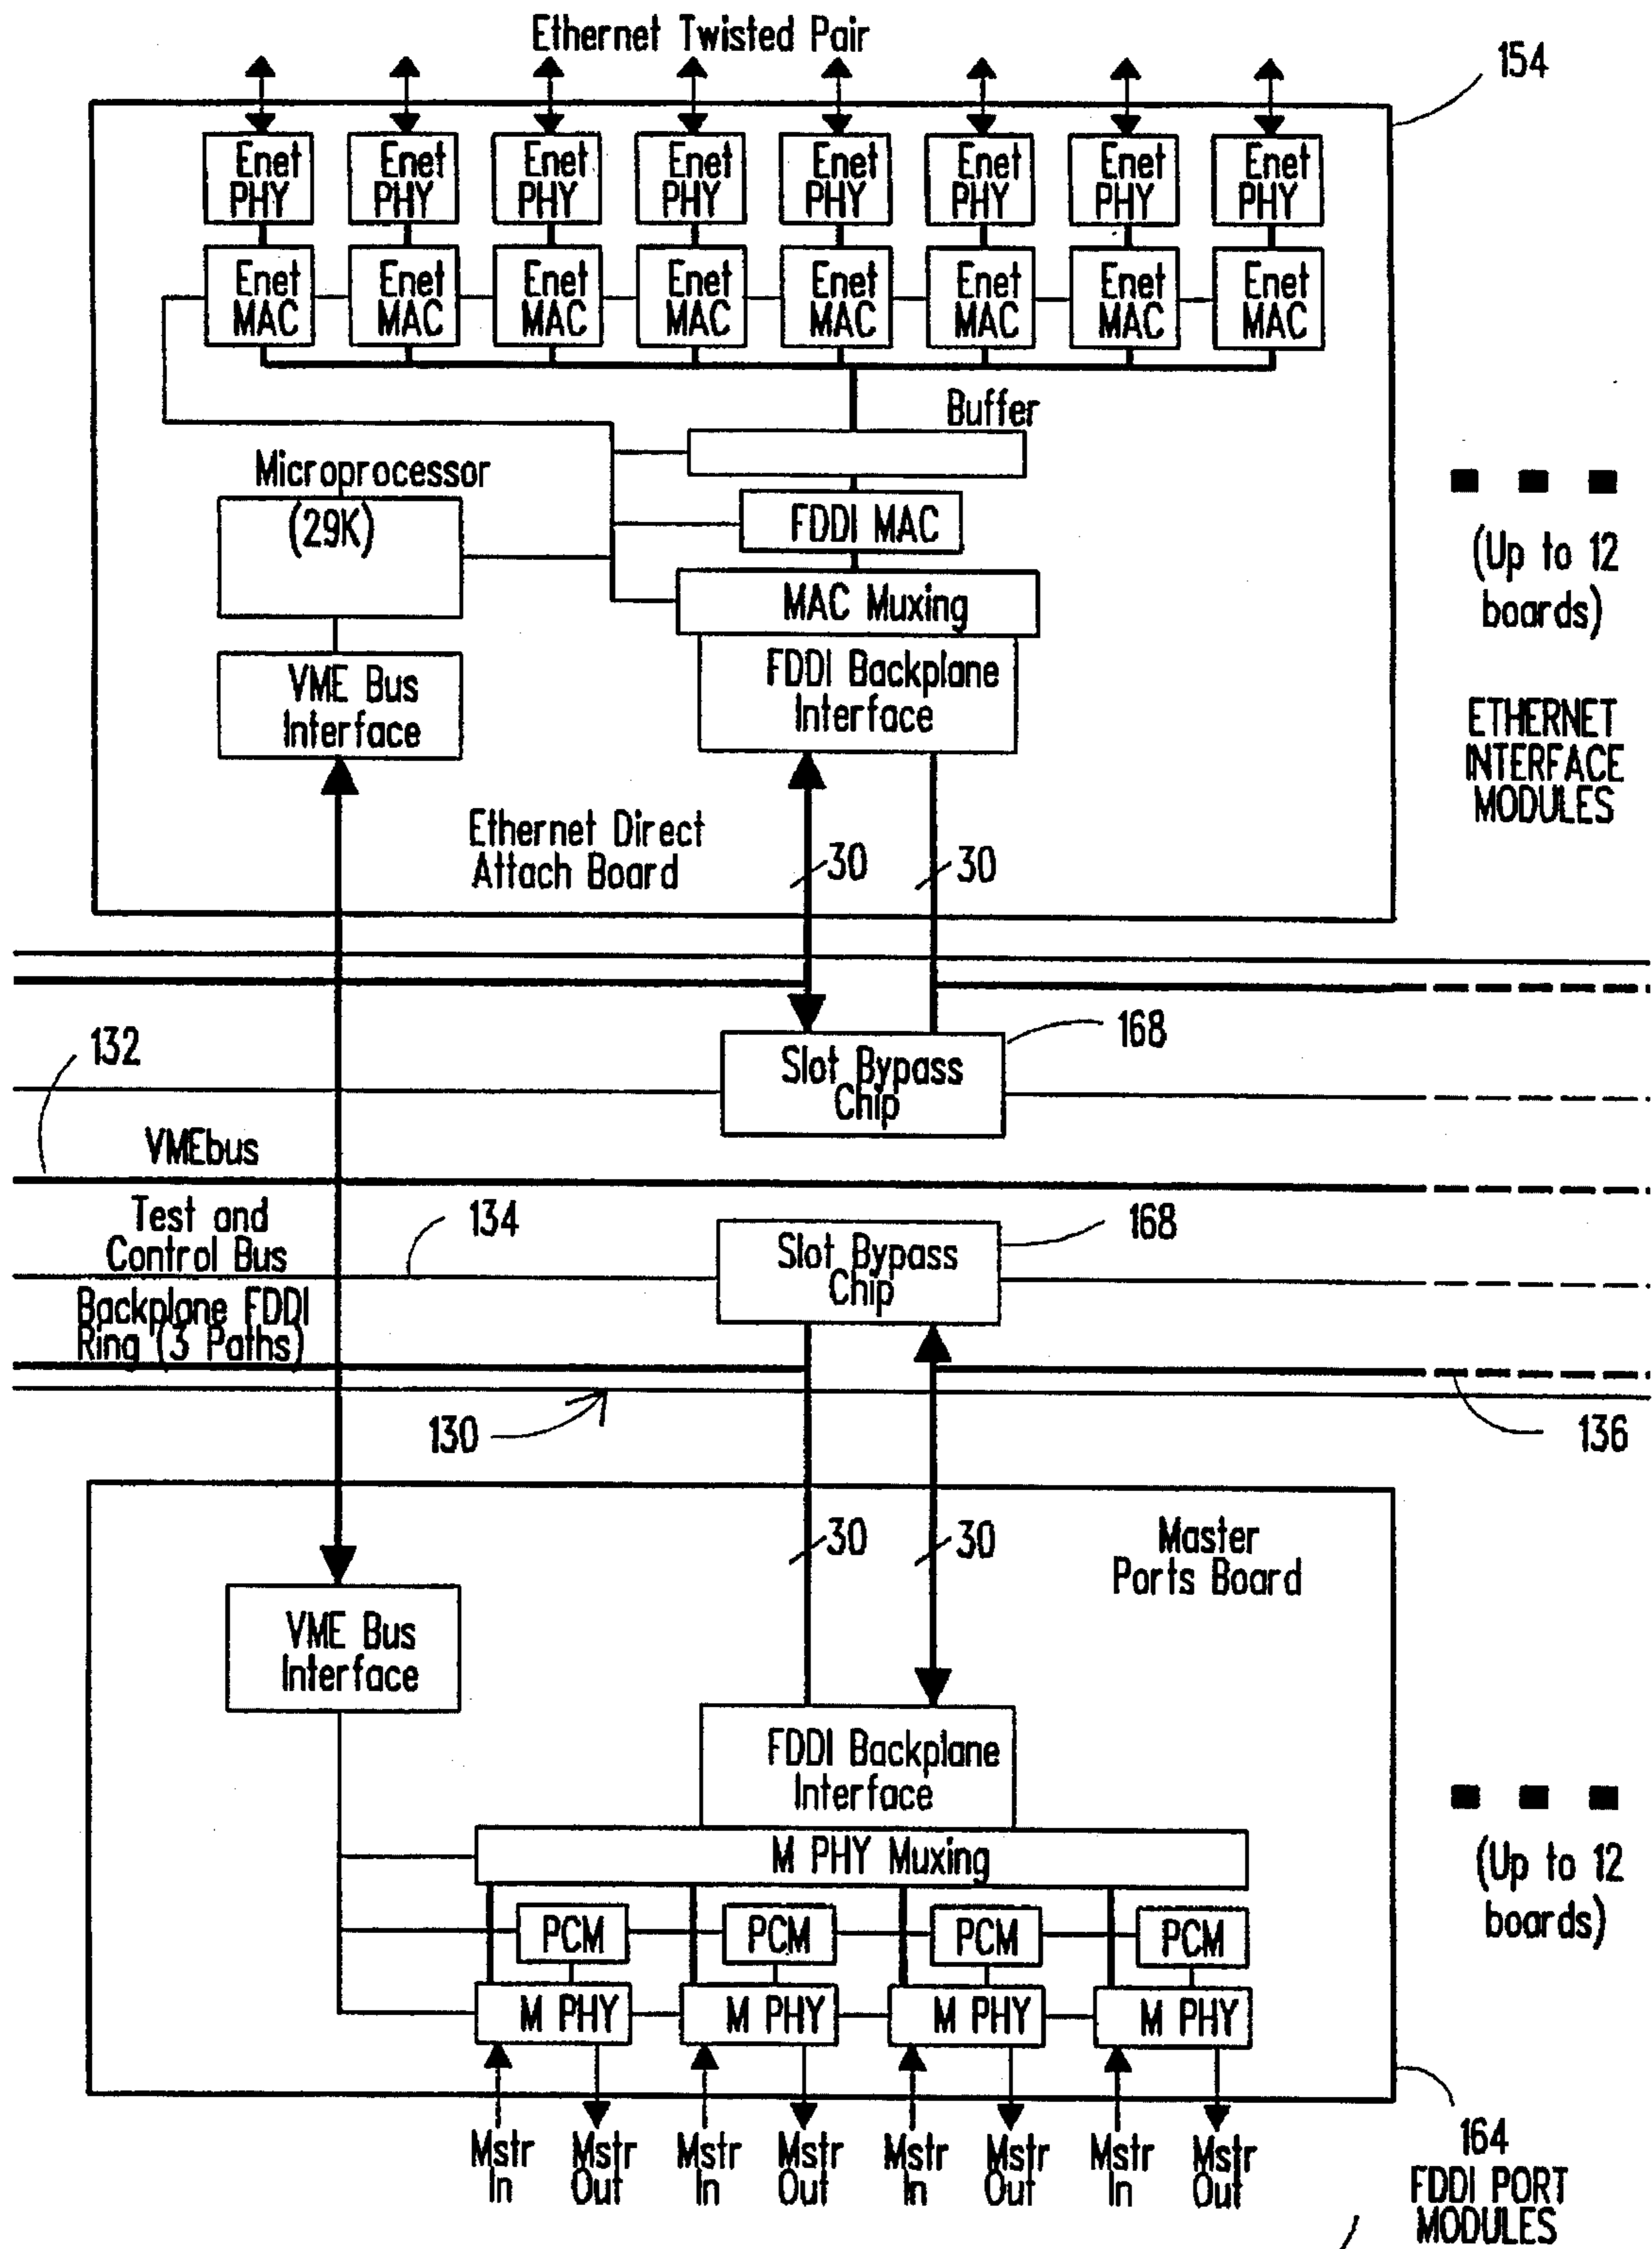 Ethernet Twisted Pair
154
Enet PHY
Enet PHY
Enet PHY
Enet PHY
Enet PHY
Enet PHY
Enet PHY
Enet PHY
Enet MAC
Enet MAC
Enet MAC
Enet MAC
Enet MAC
Enet MAC
Enet MAC
Enet MAC
Buffer
Microprocessor
(29K)
FDDI MAC
MAC Muxing
FDDI Backplane
Interface
VME Bus
Interface
(Up to 12
boards)
ETHERNET
INTERFACE
MODULES
Ethernet Direct
Attach Board
30
30
168
Slot Bypass
Chip
132
VMEbus
Test and
Control Bus
134
168
Slot Bypass
Chip
Backplane FDDI
Ring (3 Paths)
130
136
30
30
Master
Ports Board
VME Bus
Interface
FDDI Backplane
Interface
M PHY Muxing
PCM
PCM
PCM
PCM
M PHY
M PHY
M PHY
M PHY
(Up to 12
boards)
Mstr In
Mstr Out
Mstr In
Mstr Out
Mstr In
Mstr Out
Mstr In
Mstr Out
164
FDDI PORT
MODULES